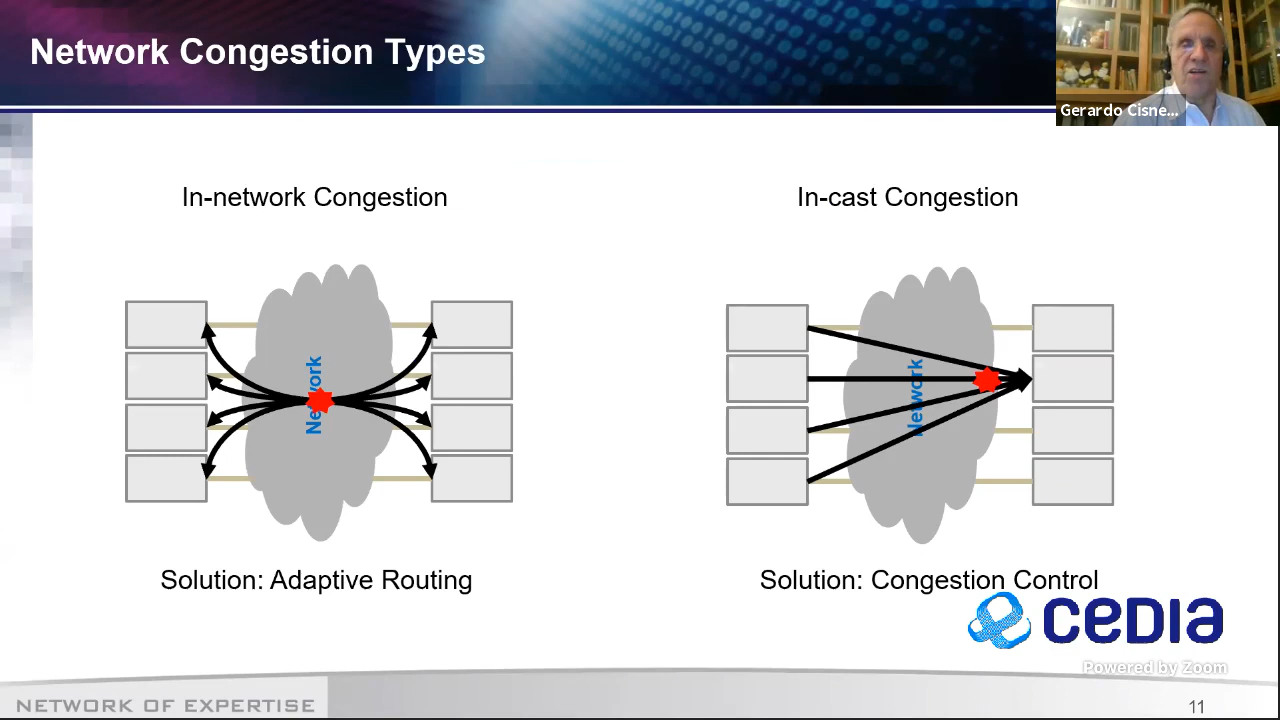 Network Congestion Types
Gerardo Cisne...
In-network Congestion
In-cast Congestion
Network
Network
Solution: Adaptive Routing
Solution: Congestion Control
CEDIA
Powered by Zoom
NETWORK OF EXPERTISE
11